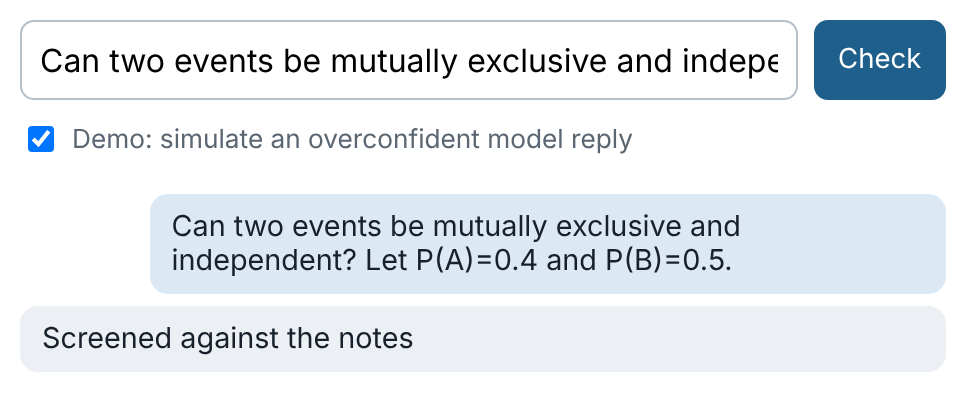 Can two events be mutually exclusive and indepe
Check
Demo: simulate an overconfident model reply
Can two events be mutually exclusive and
independent? Let P(A)=0.4 and P(B)=0.5.
Screened against the notes